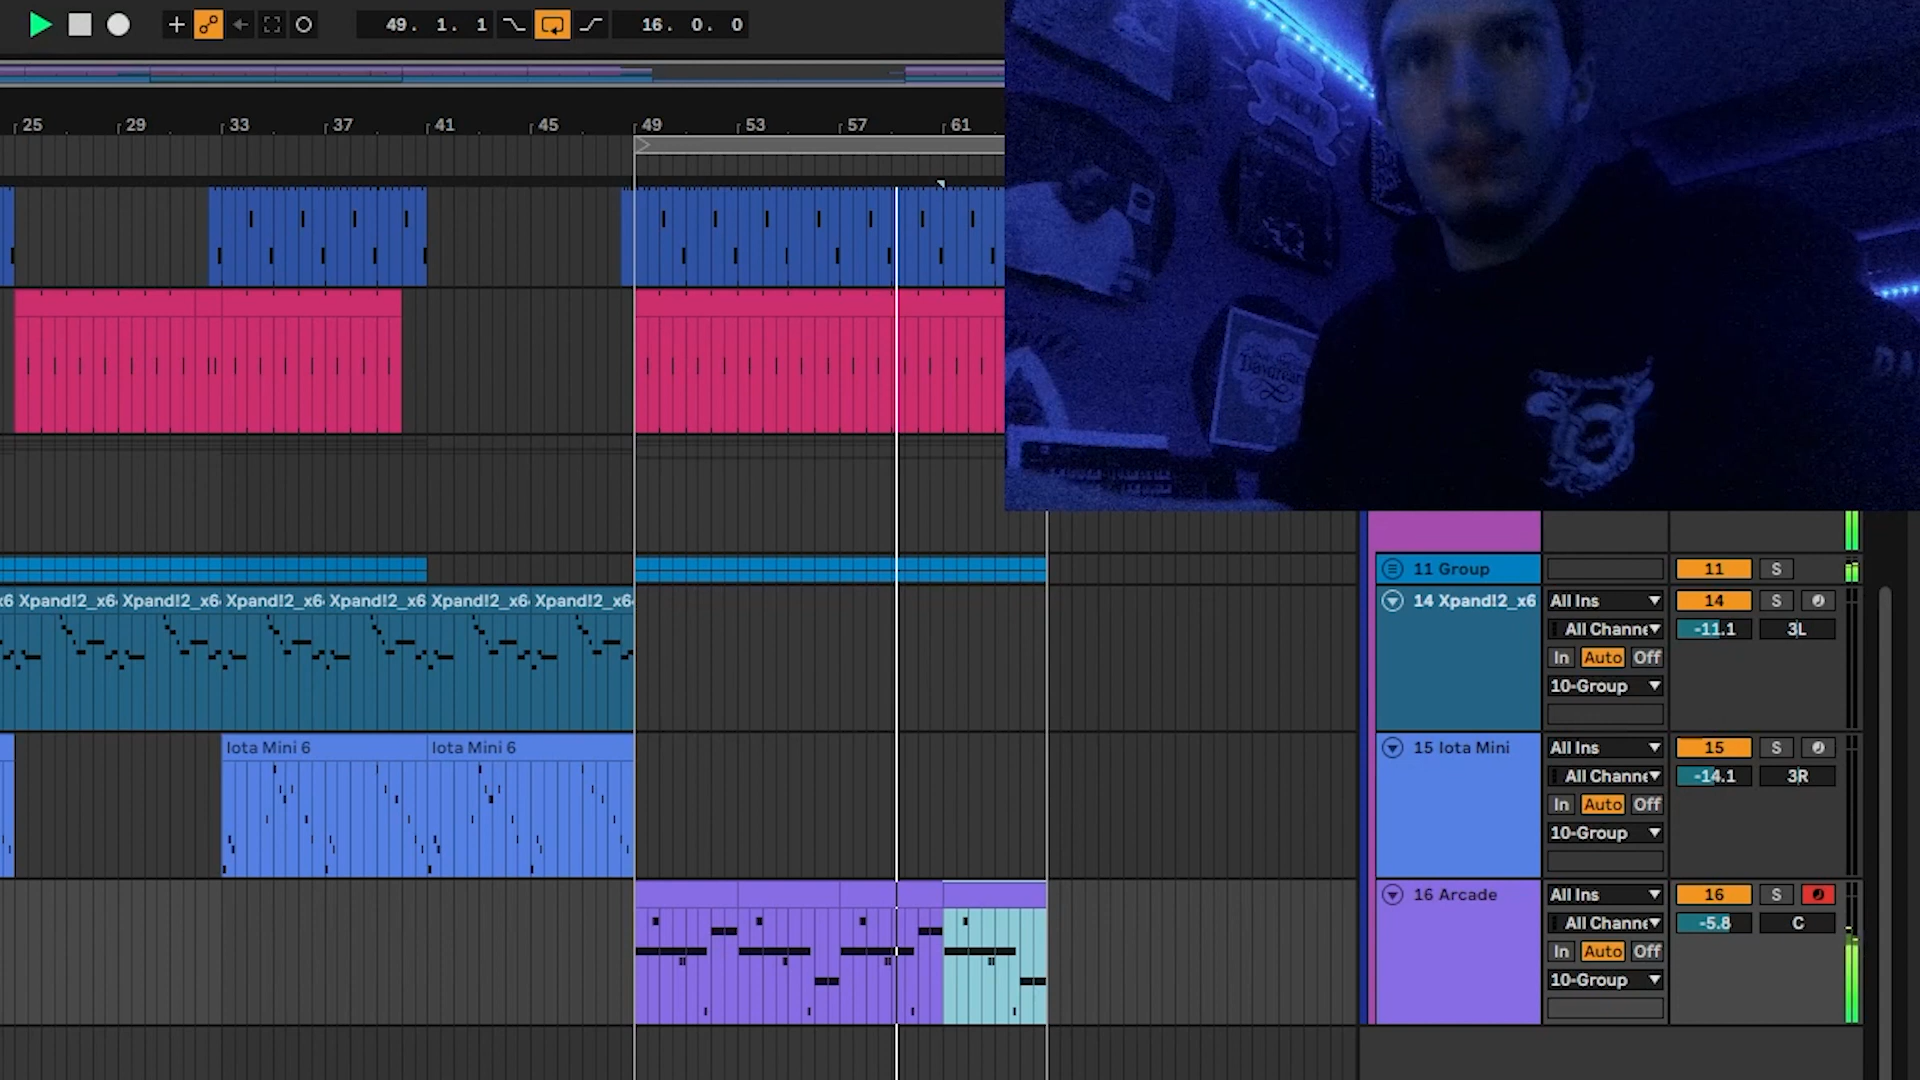 49. 1. 1
16. 0. 0
25 29 33 37 41 45 49 53 57 61
11 Group 11 S
Xpand!2_x6 Xpand!2_x6 Xpand!2_x6 Xpand!2_x6 Xpand!2_x6 Xpand!2_x6
14 Xpand!2_x6 All Ins 14 S
All Channe -11.1 3L
In Auto Off
10-Group
Iota Mini 6 Iota Mini 6
15 Iota Mini All Ins 15 S
All Channe -14.1 3R
In Auto Off
10-Group
16 Arcade All Ins 16 S
All Channe -5.8 C
In Auto Off
10-Group